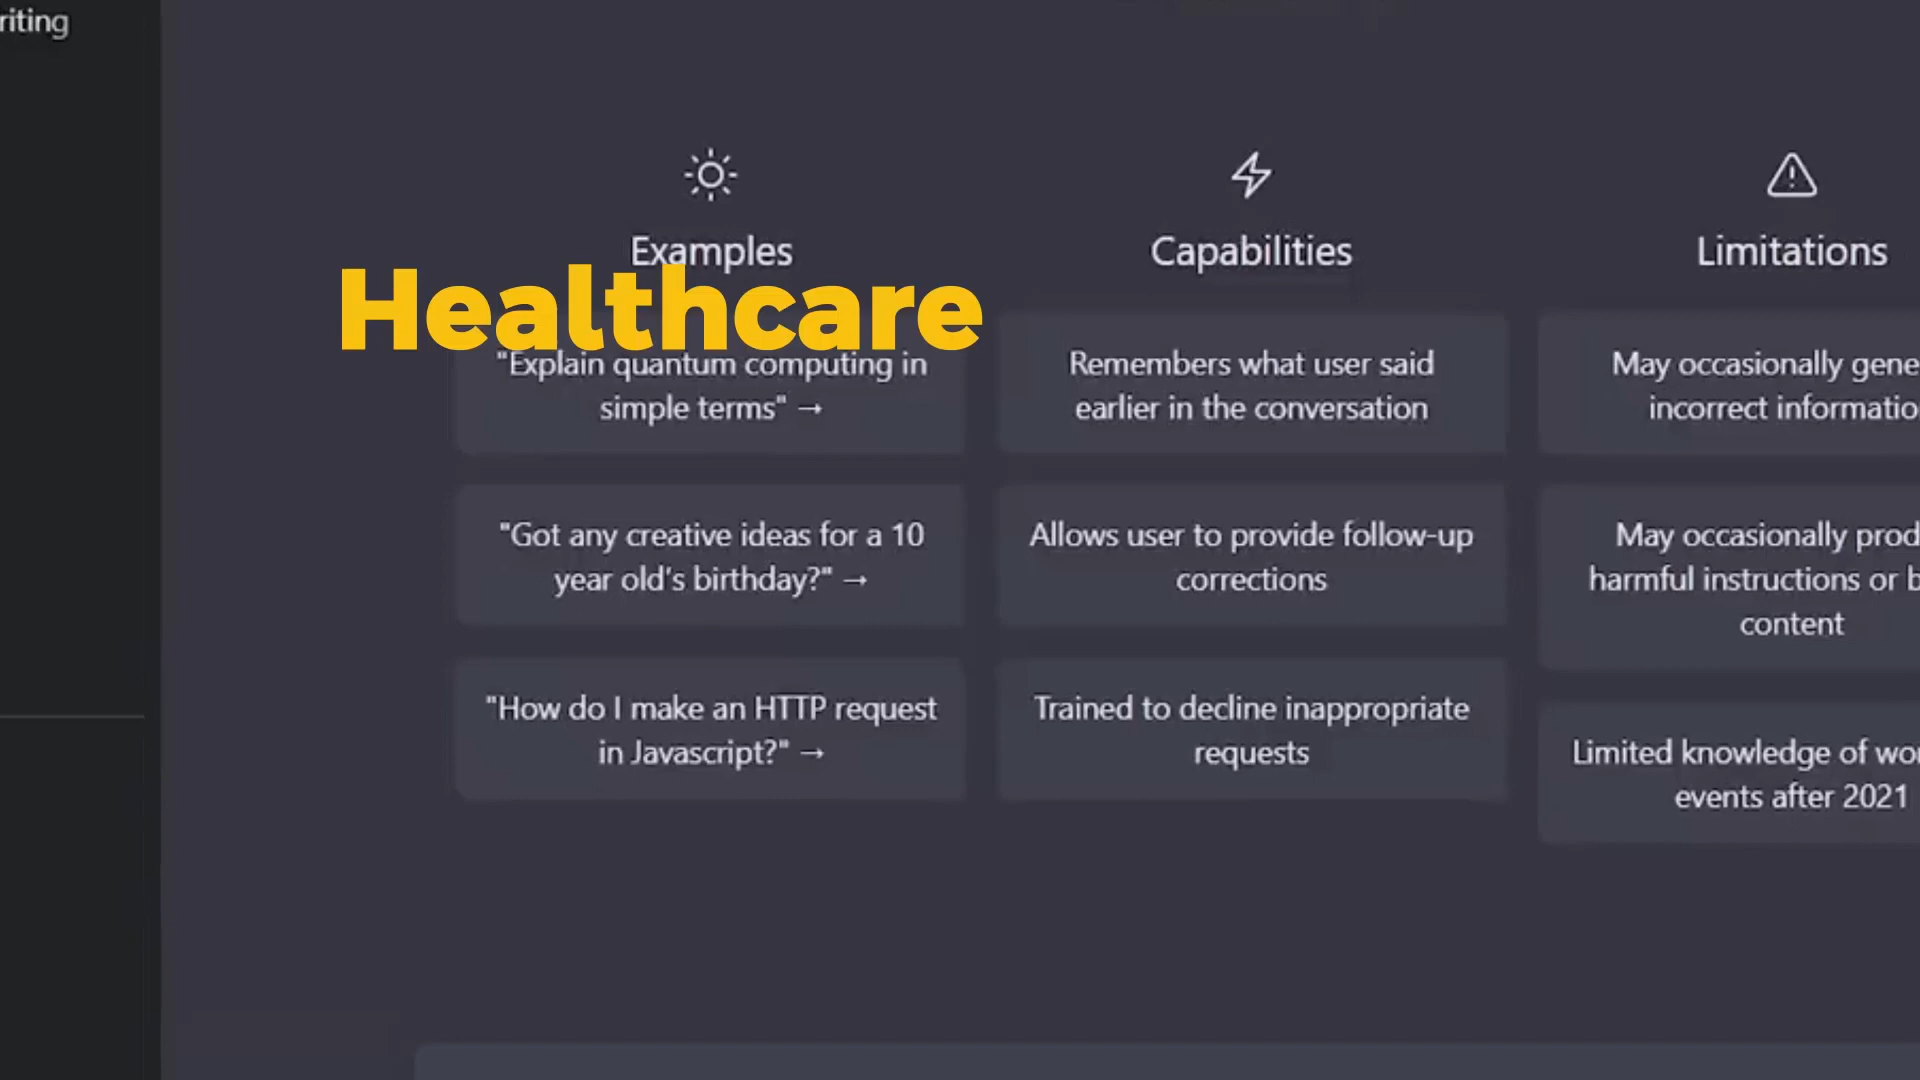 riting
Examples
Capabilities
Limitations
Healthcare
"Explain quantum computing in
simple terms" →
Remembers what user said
earlier in the conversation
May occasionally gene
incorrect informatio
"Got any creative ideas for a 10
year old's birthday?" →
Allows user to provide follow-up
corrections
May occasionally prod
harmful instructions or b
content
"How do I make an HTTP request
in Javascript?" →
Trained to decline inappropriate
requests
Limited knowledge of wor
events after 2021